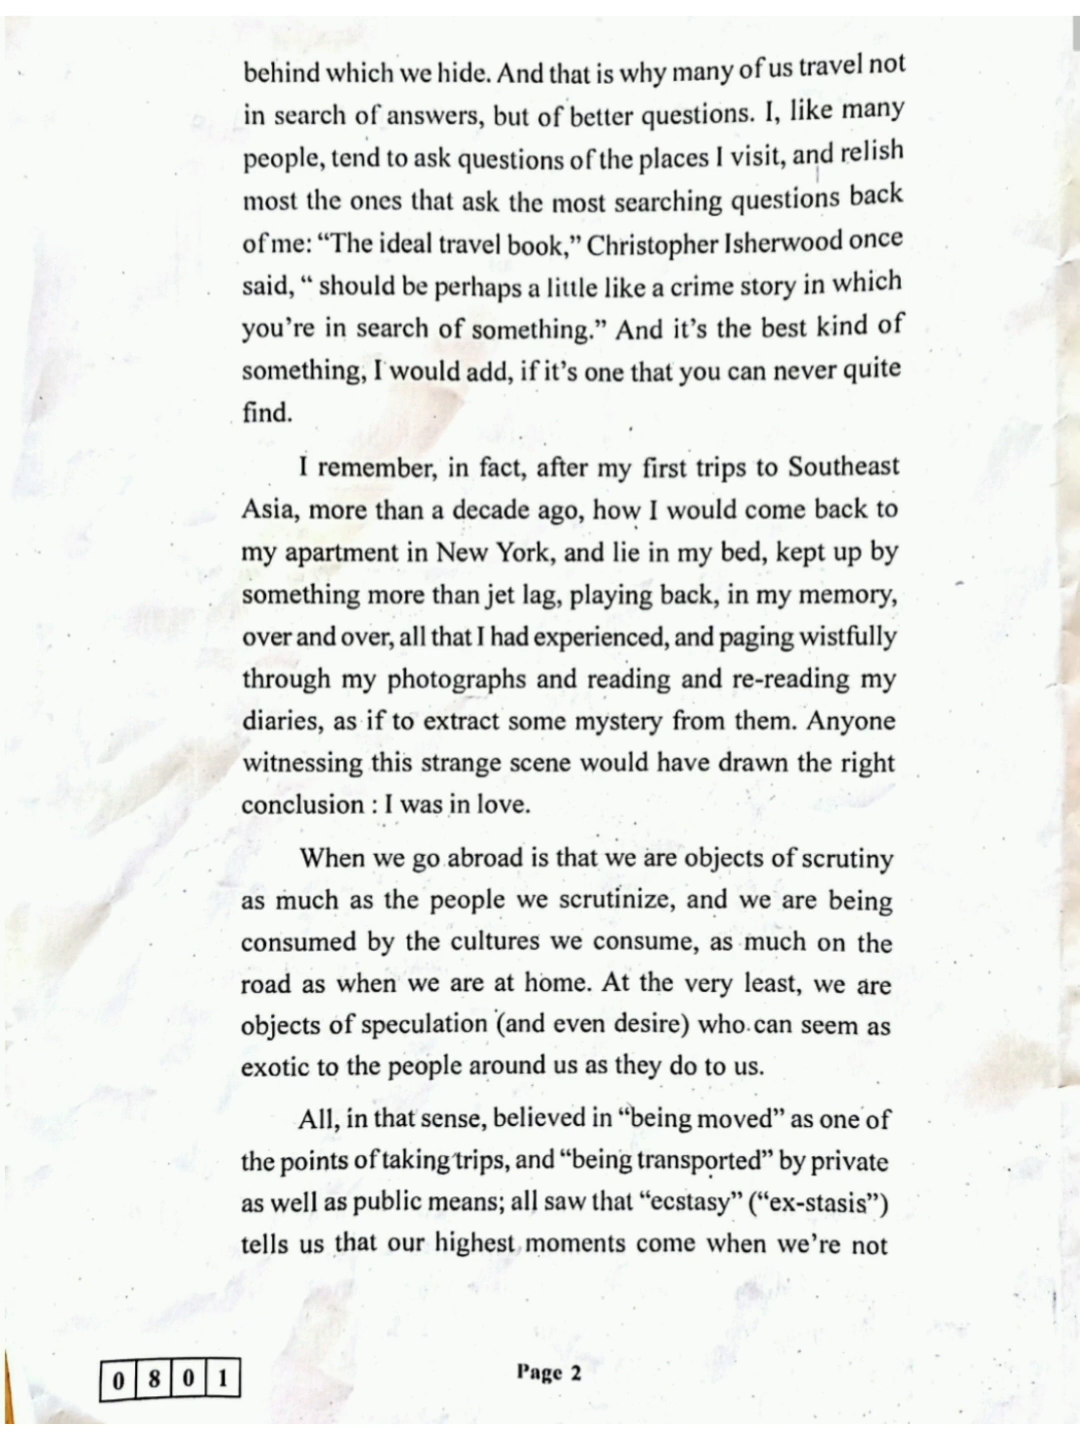 behind which we hide. And that is why many of us travel not
in search of answers, but of better questions. I, like many
people, tend to ask questions of the places I visit, and relish
most the ones that ask the most searching questions back
of me: “The ideal travel book,” Christopher Isherwood once
said, “ should be perhaps a little like a crime story in which
you’re in search of something.” And it’s the best kind of
something, I would add, if it’s one that you can never quite
find.
I remember, in fact, after my first trips to Southeast
Asia, more than a decade ago, how I would come back to
my apartment in New York, and lie in my bed, kept up by
something more than jet lag, playing back, in my memory,
over and over, all that I had experienced, and paging wistfully
through my photographs and reading and re-reading my
diaries, as if to extract some mystery from them. Anyone
witnessing this strange scene would have drawn the right
conclusion : I was in love.
When we go abroad is that we are objects of scrutiny
as much as the people we scrutinize, and we are being
consumed by the cultures we consume, as much on the
road as when we are at home. At the very least, we are
objects of speculation (and even desire) who can seem as
exotic to the people around us as they do to us.
All, in that sense, believed in “being moved” as one of
the points of taking trips, and “being transported” by private
as well as public means; all saw that “ecstasy” (“ex-stasis”)
tells us that our highest moments come when we’re not
0 8 0 1
Page 2